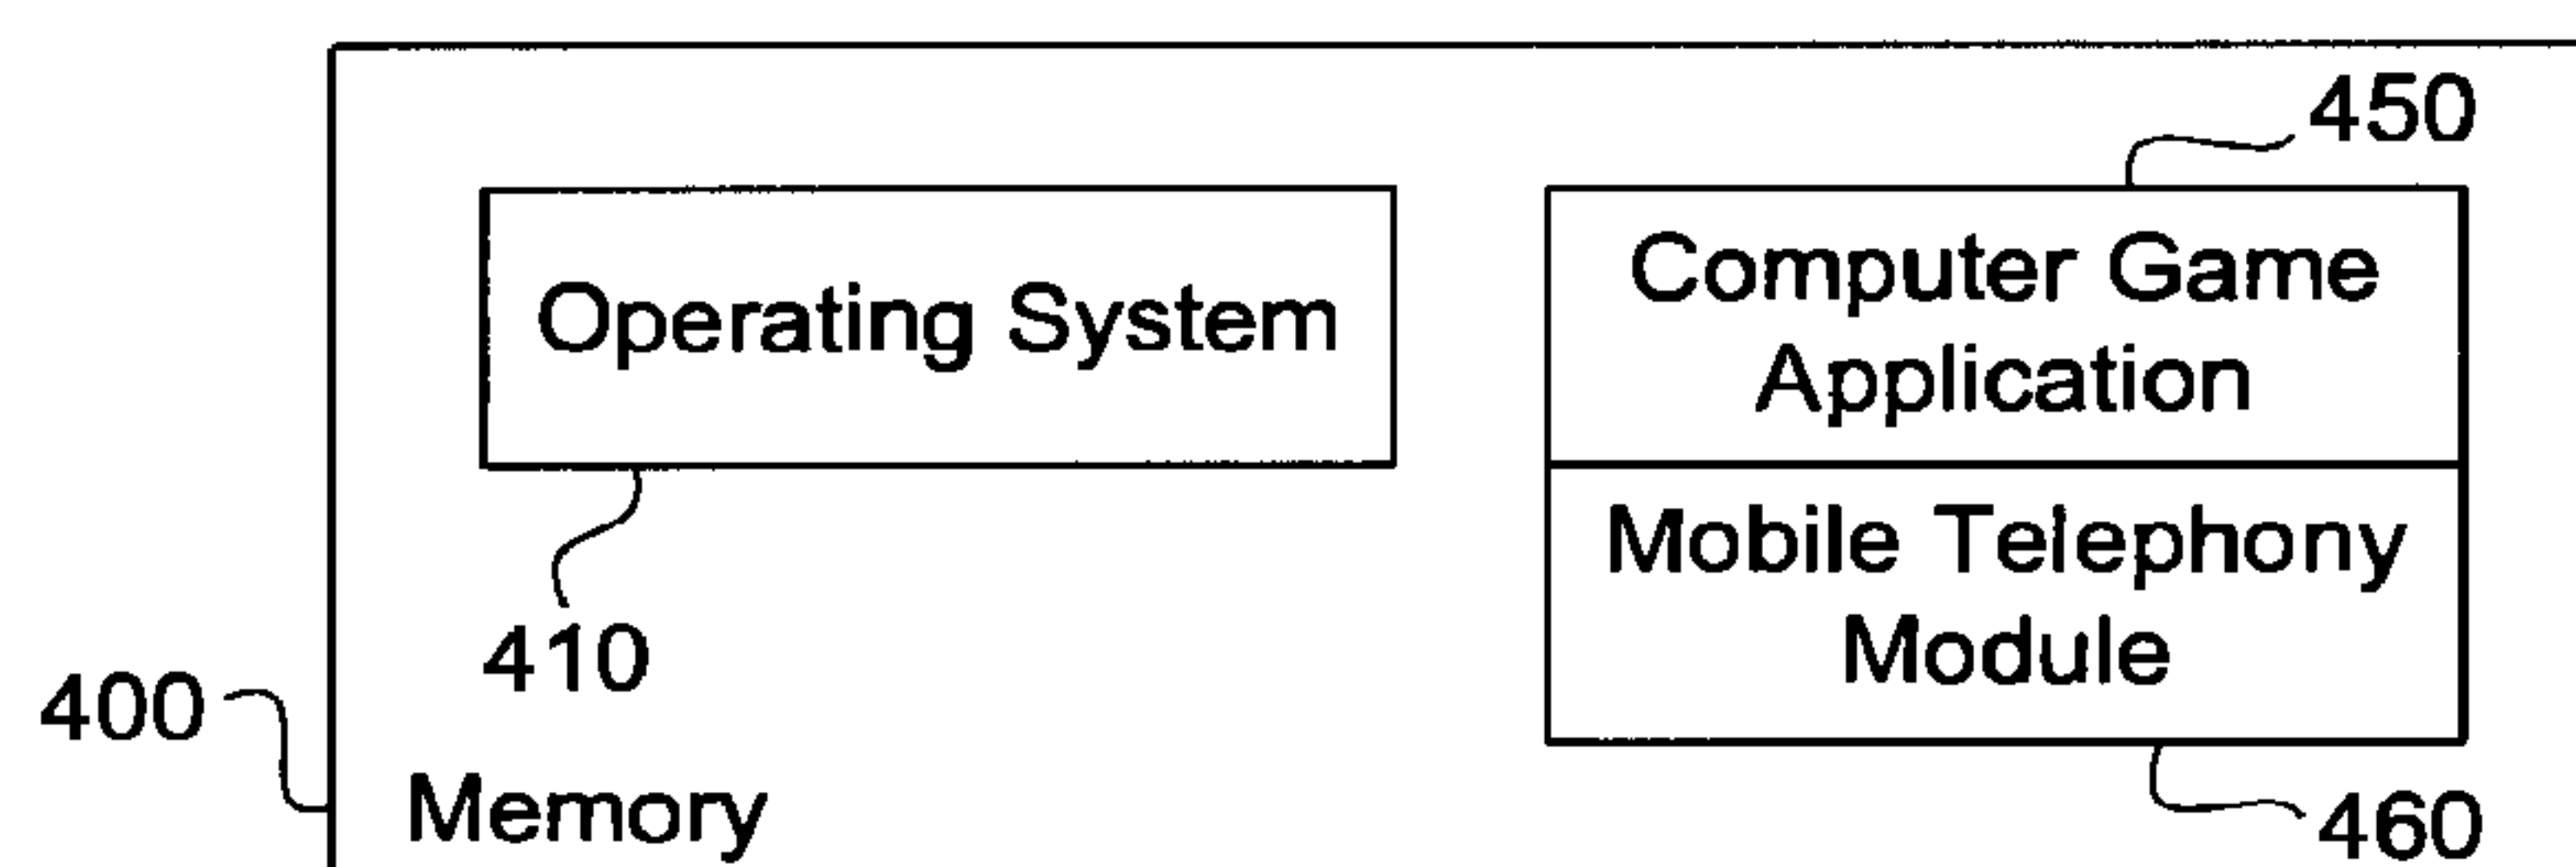 450
Operating System
Computer Game
Application
410
Mobile Telephony
Module
400
Memory
460